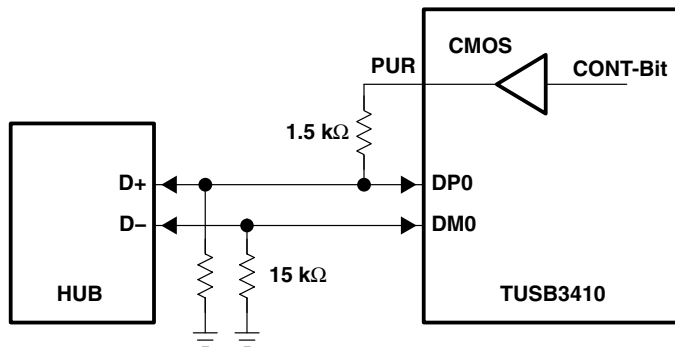 CMOS
PUR
CONT-Bit
1.5 kΩ
D+
DP0
D−
DM0
15 kΩ
HUB
TUSB3410